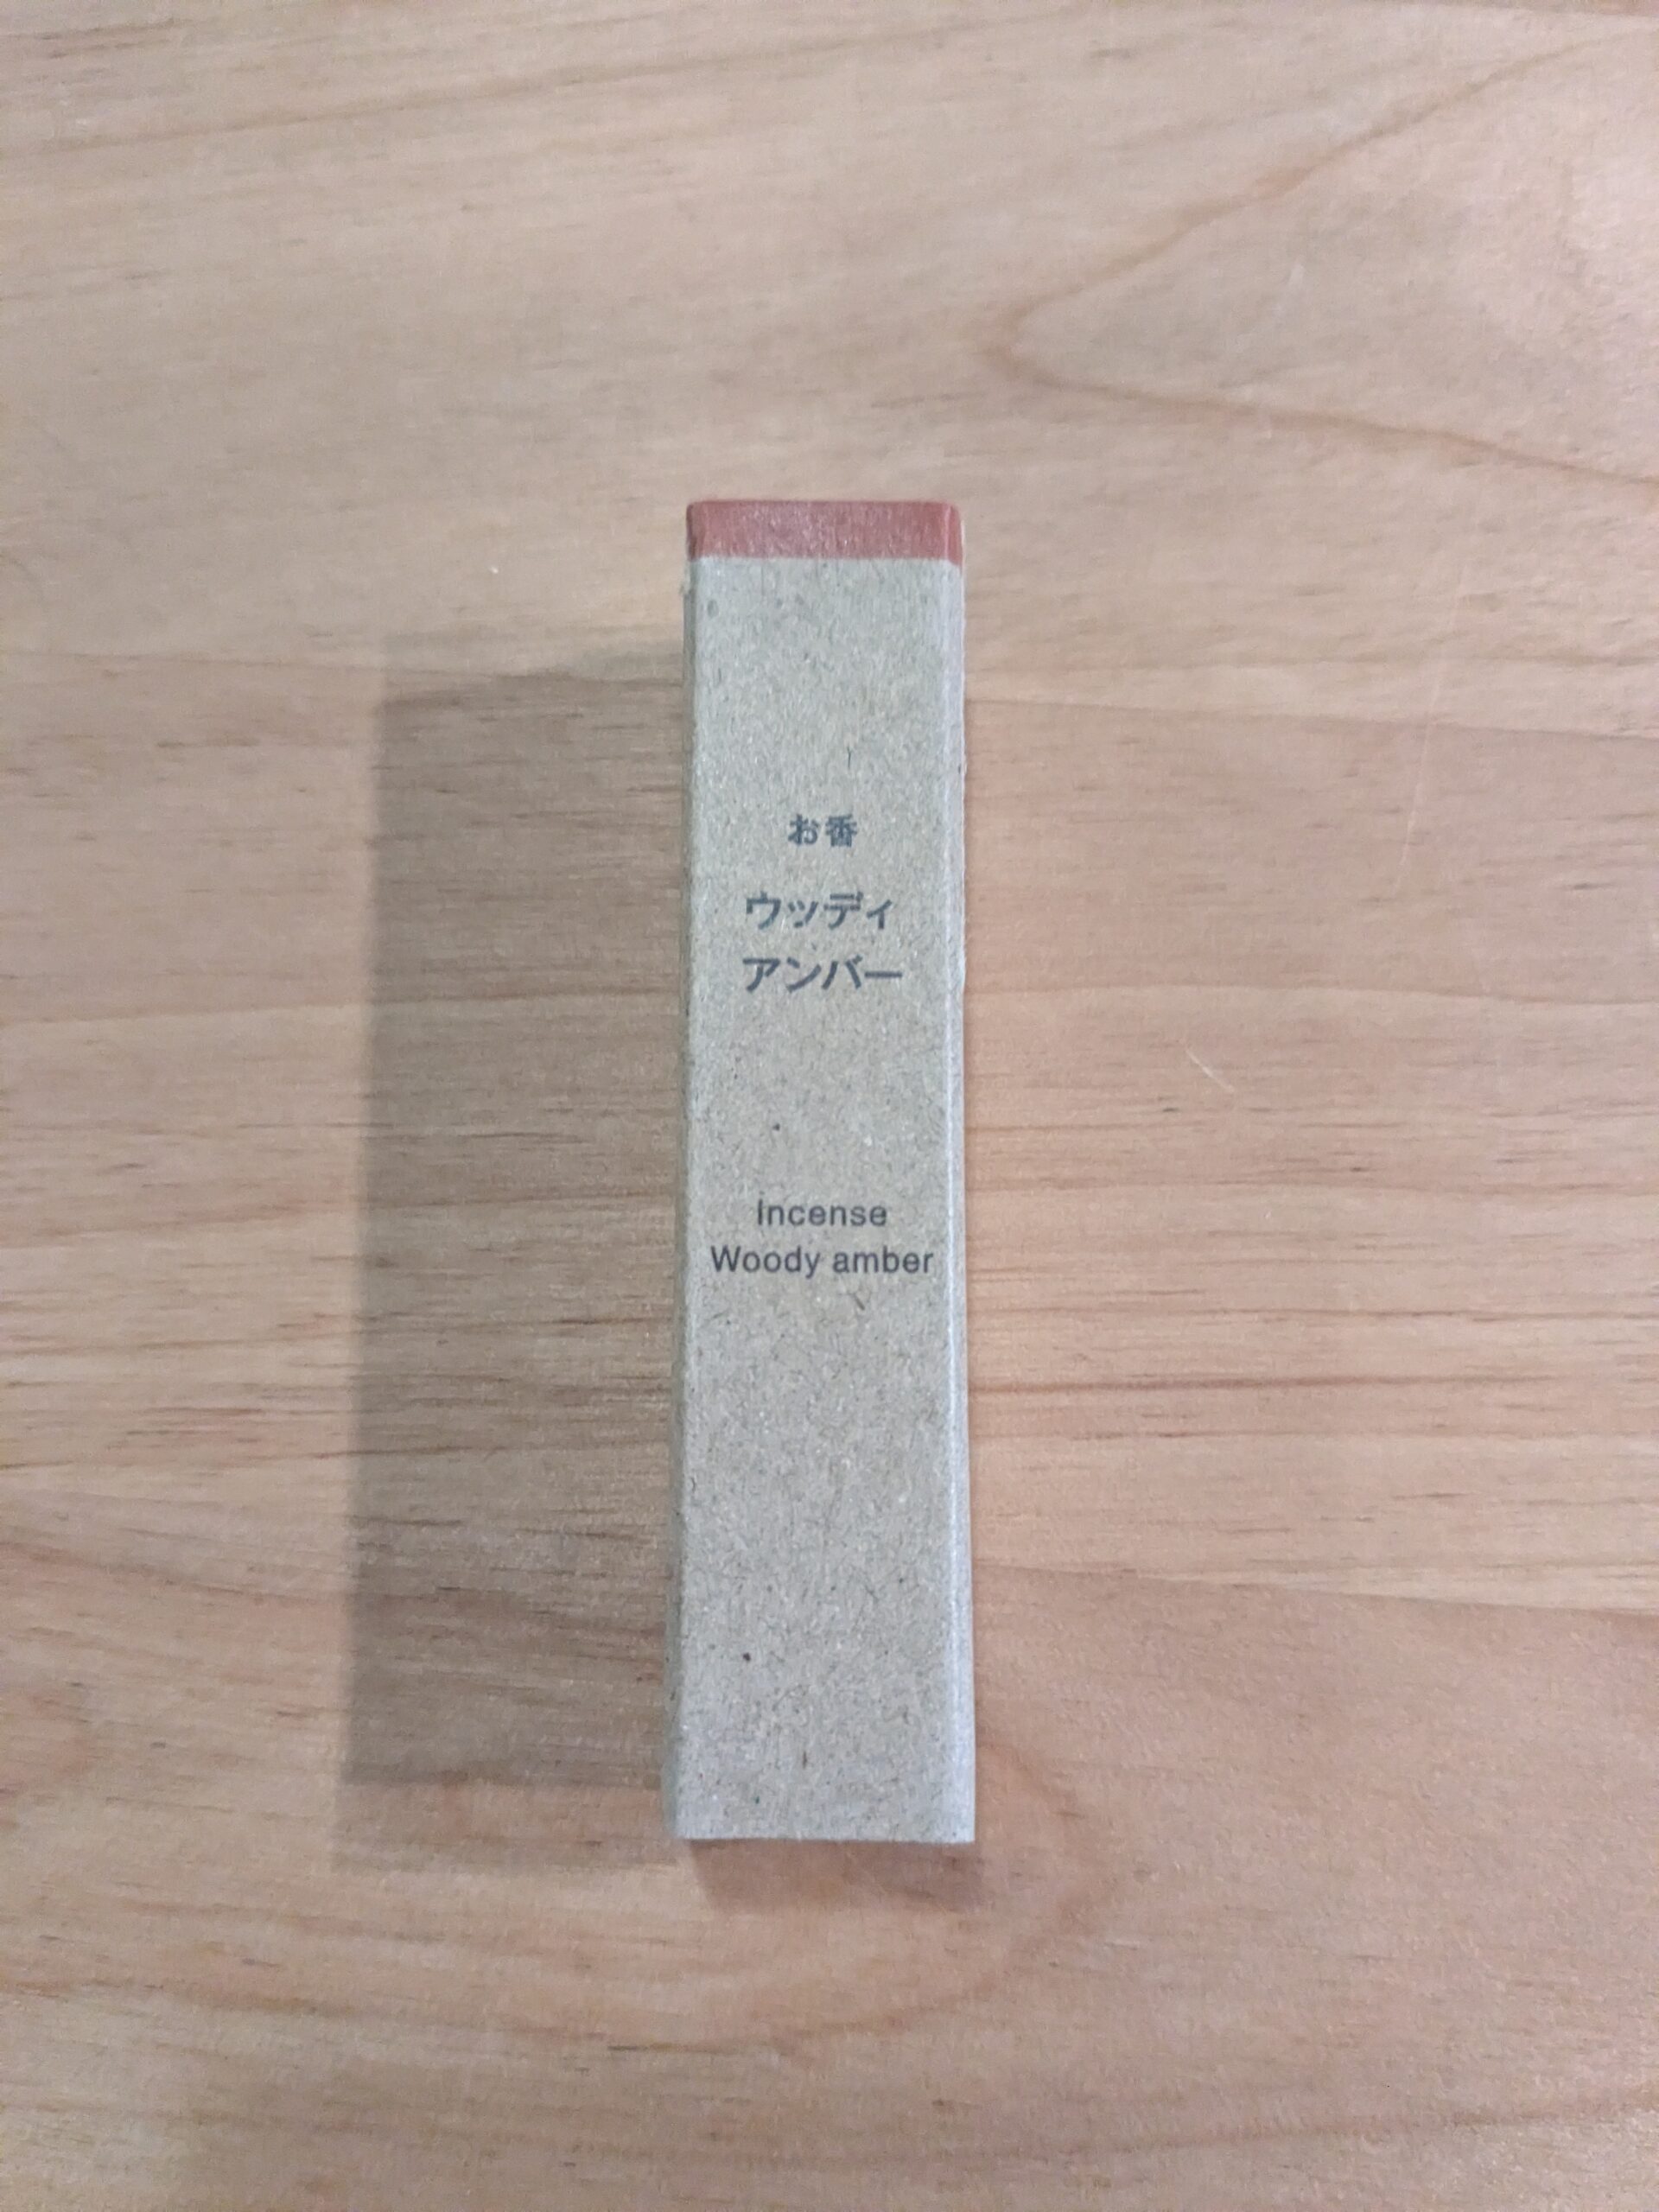 お香
ウッディ
アンバー
Incense
Woody amber